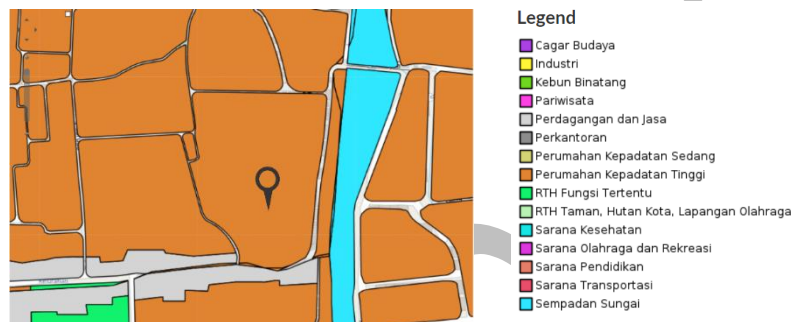 Legend
Cagar Budaya
Industri
Kebun Binatang
Pariwisata
Perdagangan dan Jasa
Perkantoran
Perumahan Kepadatan Sedang
Perumahan Kepadatan Tinggi
RTH Fungsi Tertentu
RTH Taman, Hutan Kota, Lapangan Olahraga
Sarana Kesehatan
Sarana Olahraga dan Rekreasi
Sarana Pendidikan
Sarana Transportasi
Sempadan Sungai